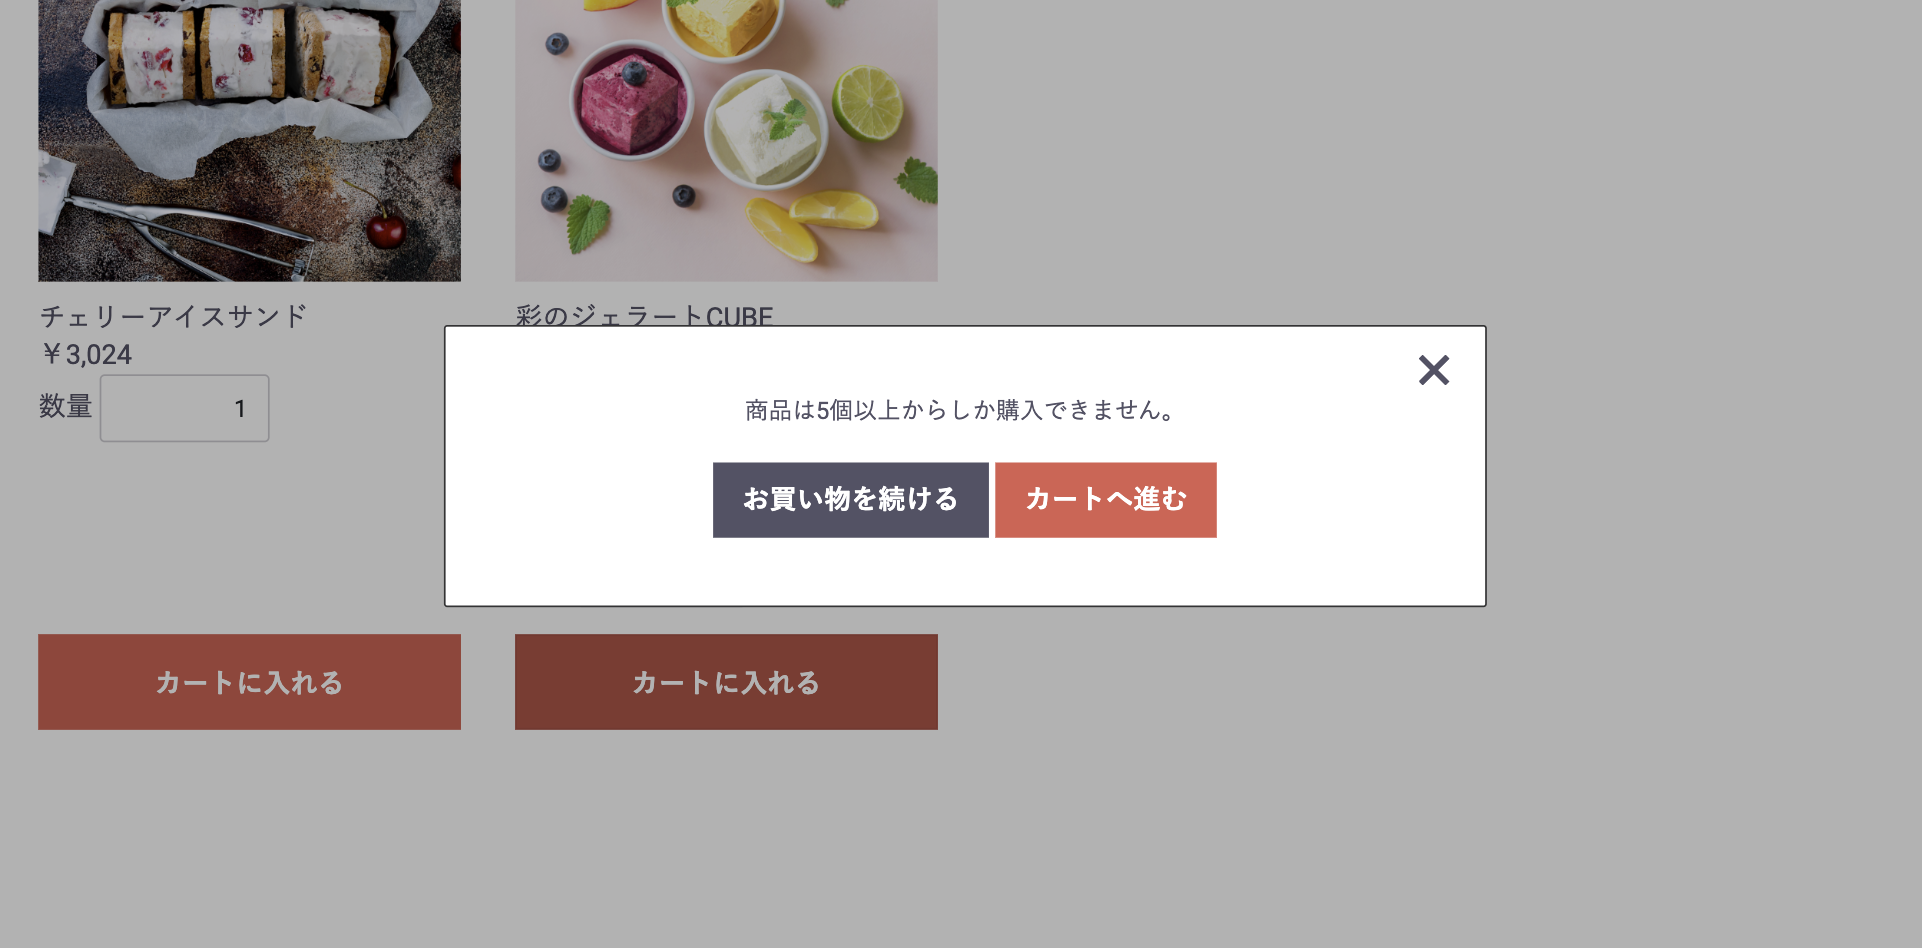 チェリーアイスサンド
￥3,024
数量 1
彩のジェラートCUBE
商品は5個以上からしか購入できません。
お買い物を続ける
カートへ進む
カートに入れる
カートに入れる